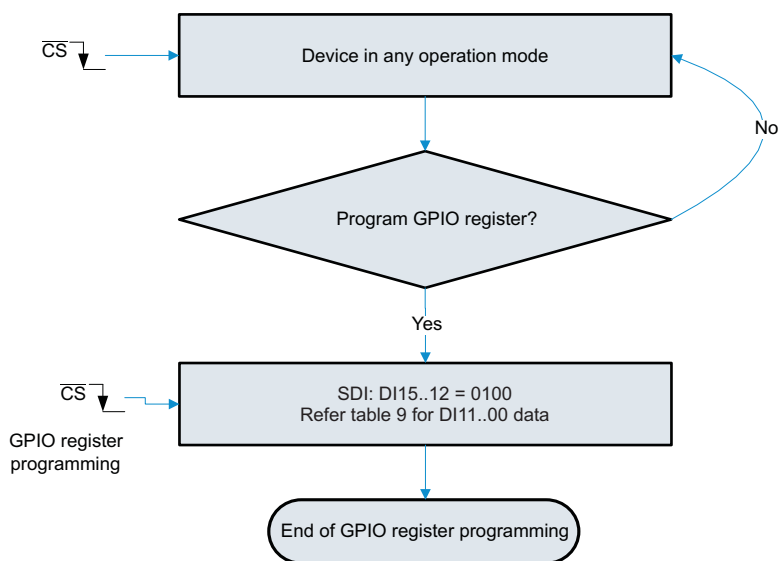 CS
Device in any operation mode
No
Program GPIO register?
Yes
CS
SDI: DI15..12 = 0100
Refer table 9 for DI11..00 data
GPIO register
programming
End of GPIO register programming